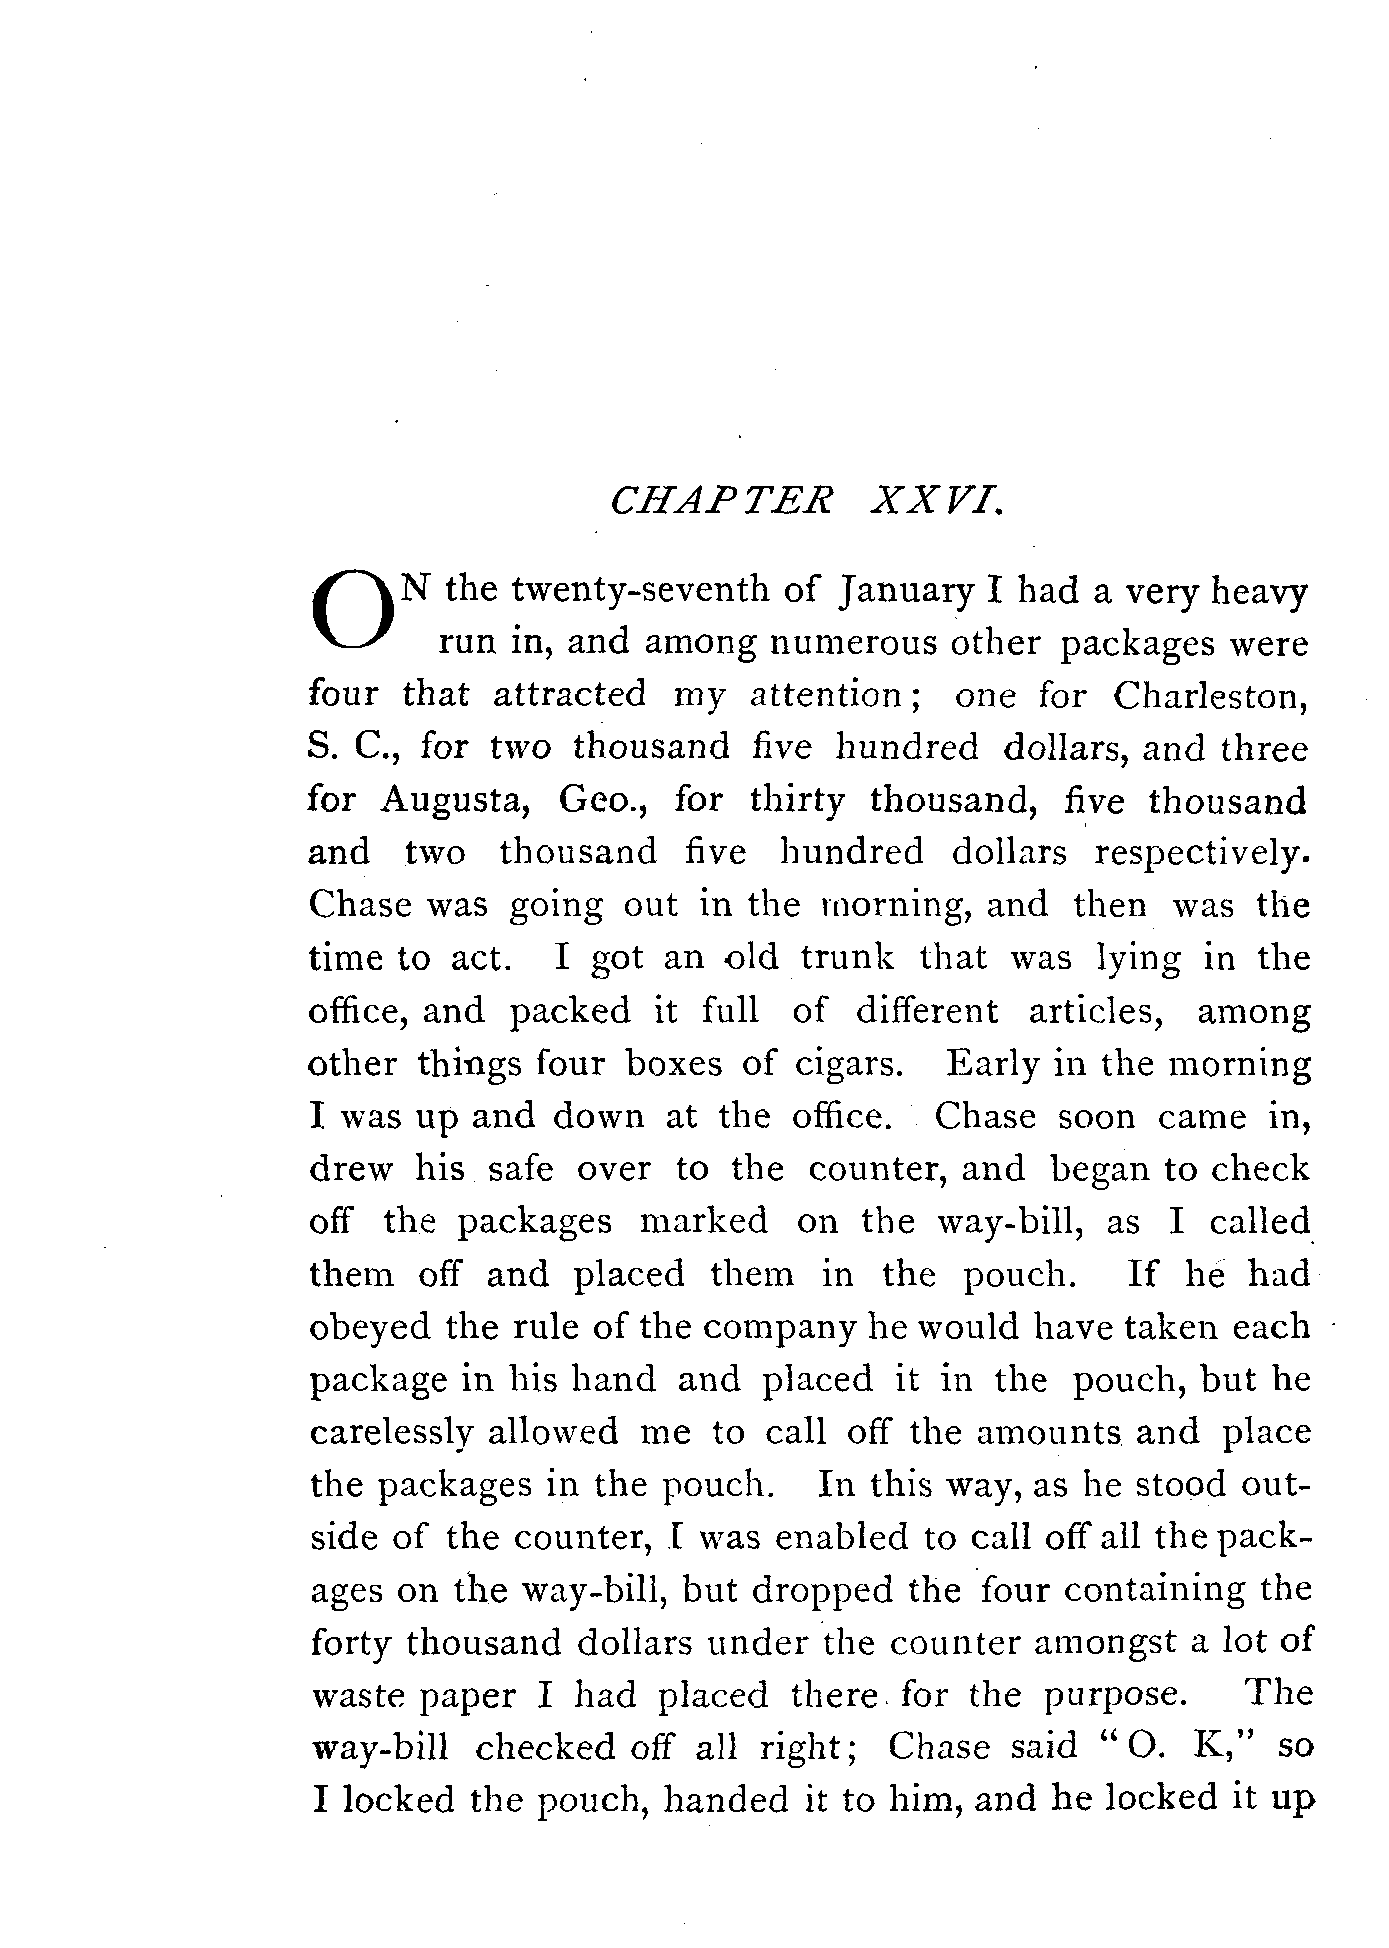 CHAPTER XXVI.
ON the twenty-seventh of January I had a very heavy
run in, and among numerous other packages were
four that attracted my attention; one for Charleston,
S. C., for two thousand five hundred dollars, and three
for Augusta, Geo., for thirty thousand, five thousand
and two thousand five hundred dollars respectively.
Chase was going out in the morning, and then was the
time to act. I got an old trunk that was lying in the
office, and packed it full of different articles, among
other things four boxes of cigars. Early in the morning
I was up and down at the office. Chase soon came in,
drew his safe over to the counter, and began to check
off the packages marked on the way-bill, as I called
them off and placed them in the pouch. If he had
obeyed the rule of the company he would have taken each
package in his hand and placed it in the pouch, but he
carelessly allowed me to call off the amounts and place
the packages in the pouch. In this way, as he stood out-
side of the counter, I was enabled to call off all the pack-
ages on the way-bill, but dropped the four containing the
forty thousand dollars under the counter amongst a lot of
waste paper I had placed there for the purpose. The
way-bill checked off all right; Chase said "O. K," so
I locked the pouch, handed it to him, and he locked it up